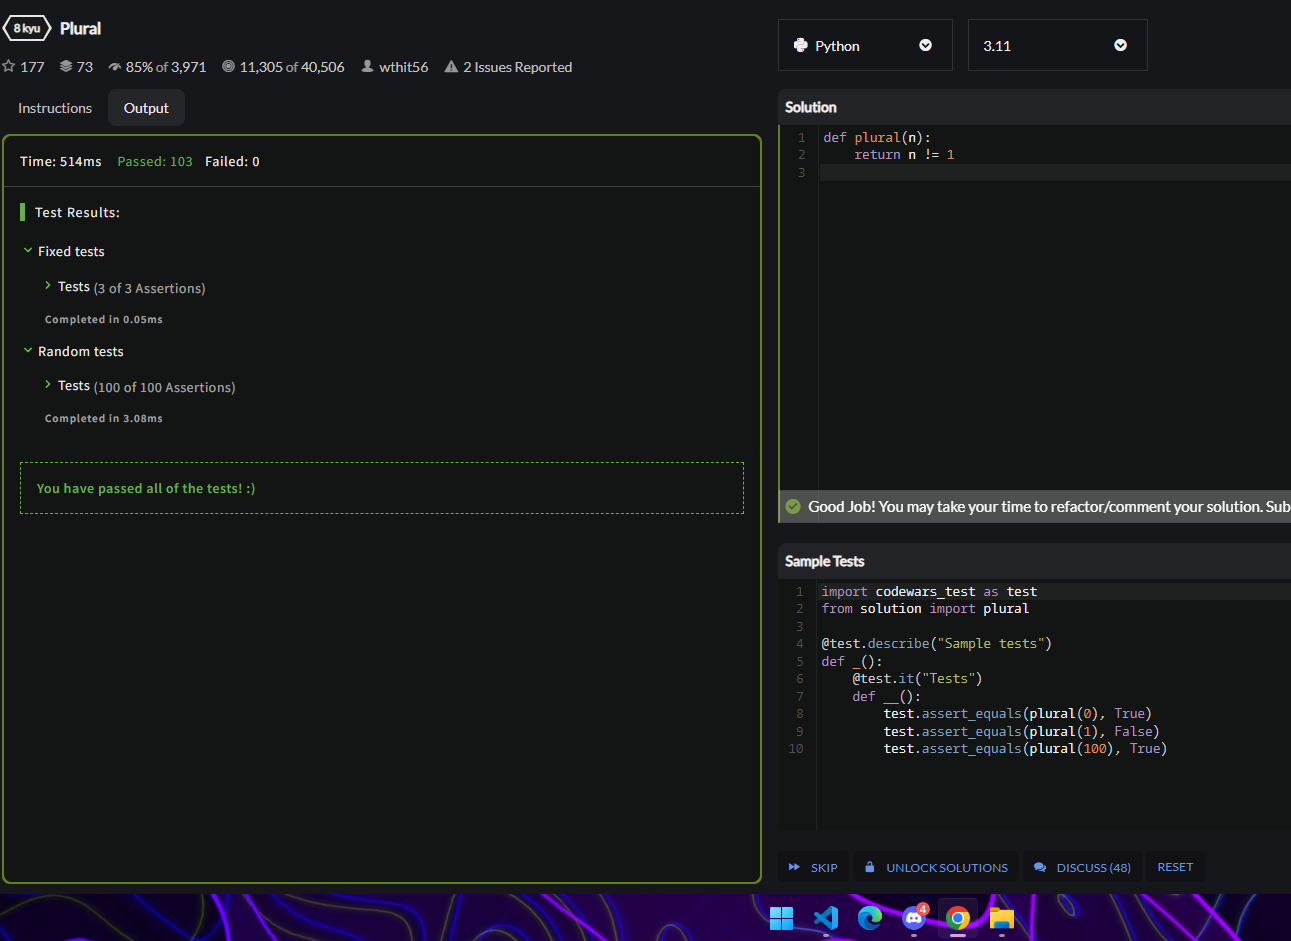 8 kyu Plural
177 73 85% of 3,971 11,305 of 40,506 wthit56 2 Issues Reported
Instructions Output
Time: 514ms Passed: 103 Failed: 0
Test Results:
Fixed tests
Tests (3 of 3 Assertions)
Completed in 0.05ms
Random tests
Tests (100 of 100 Assertions)
Completed in 3.08ms
You have passed all of the tests! :)
Python 3.11
Solution
1 def plural(n):
2     return n != 1
3
Good Job! You may take your time to refactor/comment your solution. Sub
Sample Tests
1 import codewars_test as test
2 from solution import plural
3
4 @test.describe("Sample tests")
5 def _():
6     @test.it("Tests")
7     def __():
8         test.assert_equals(plural(0), True)
9         test.assert_equals(plural(1), False)
10         test.assert_equals(plural(100), True)
SKIP UNLOCK SOLUTIONS DISCUSS (48) RESET
4